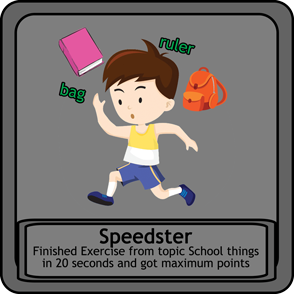 ruler
bag
Speedster
Finished Exercise from topic School things
in 20 seconds and got maximum points